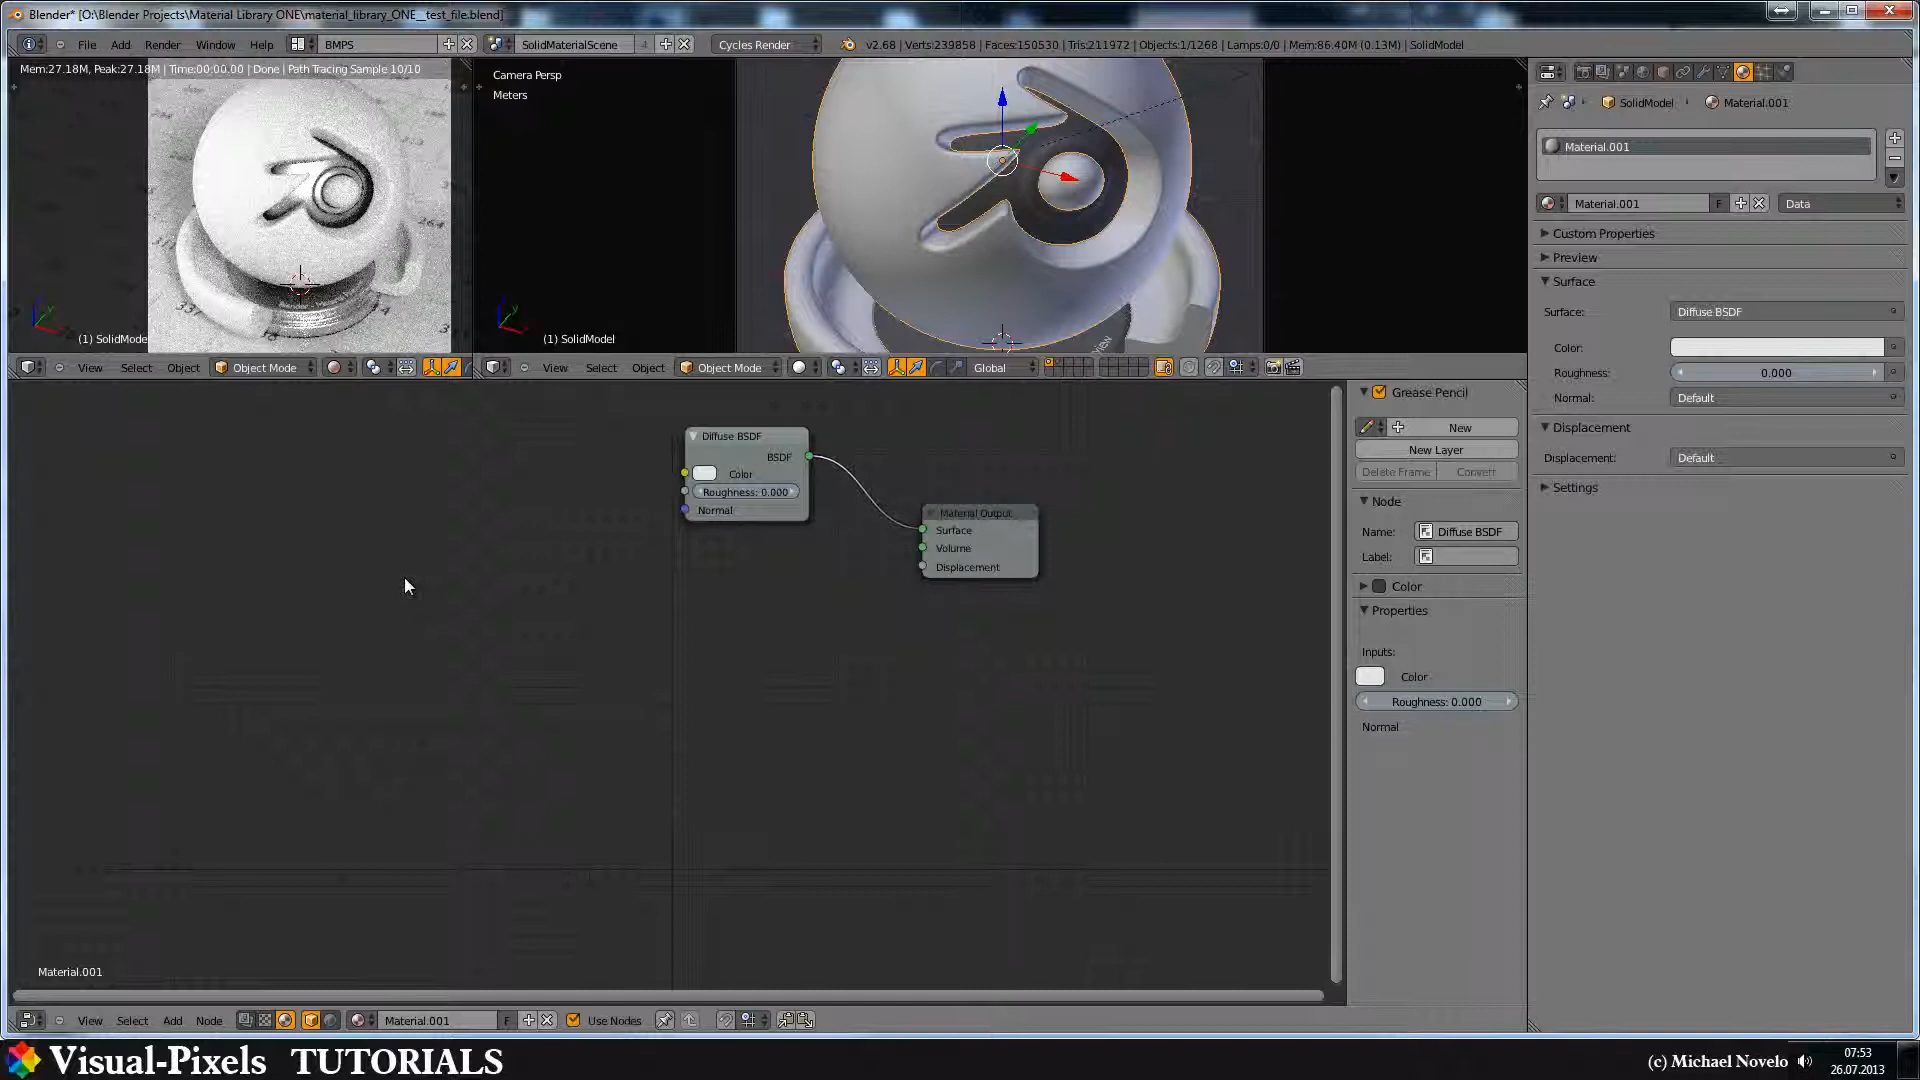 Blender* [O:\Blender Projects\Material Library ONE\material_library_ONE__test_file.blend]
File Add Render Window Help BMPS SolidMaterialScene 4 Cycles Render v2.68 | Verts:239858 | Faces:150530 | Tris:211972 | Objects:1/1268 | Lamps:0/0 | Mem:86.40M (0.13M) | SolidModel
Mem:27.18M, Peak:27.18M | Time:00:00.00 | Done | Path Tracing Sample 10/10
Camera Persp
Meters
(1) SolidMode
(1) SolidModel
View Select Object Object Mode
View Select Object Object Mode Global
SolidModel Material.001
Material.001
Material.001 F Data
Custom Properties
Preview
Surface
Surface: Diffuse BSDF
Color:
Roughness: 0.000
Normal: Default
Displacement
Displacement: Default
Settings
Diffuse BSDF
BSDF
Color
Roughness: 0.000
Normal
Material Output
Surface
Volume
Displacement
Grease Pencil
New
New Layer
Delete Frame Convert
Node
Name: Diffuse BSDF
Label:
Color
Properties
Inputs:
Color
Roughness: 0.000
Normal
Material.001
View Select Add Node Material.001 F Use Nodes
Visual-Pixels TUTORIALS
(c) Michael Novelo
07:53
26.07.2013